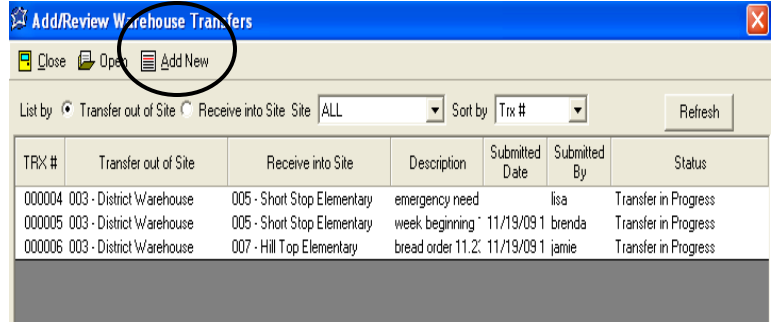 Add/Review Warehouse Transfers
Close Open Add New
List by Transfer out of Site Receive into Site Site ALL Sort by Trx # Refresh
TRX # Transfer out of Site Receive into Site Description Submitted Date Submitted By Status
000004 003 - District Warehouse 005 - Short Stop Elementary emergency need lisa Transfer in Progress
000005 003 - District Warehouse 005 - Short Stop Elementary week beginning 11/19/09 1 brenda Transfer in Progress
000006 003 - District Warehouse 007 - Hill Top Elementary bread order 11.2 11/19/09 1 jamie Transfer in Progress